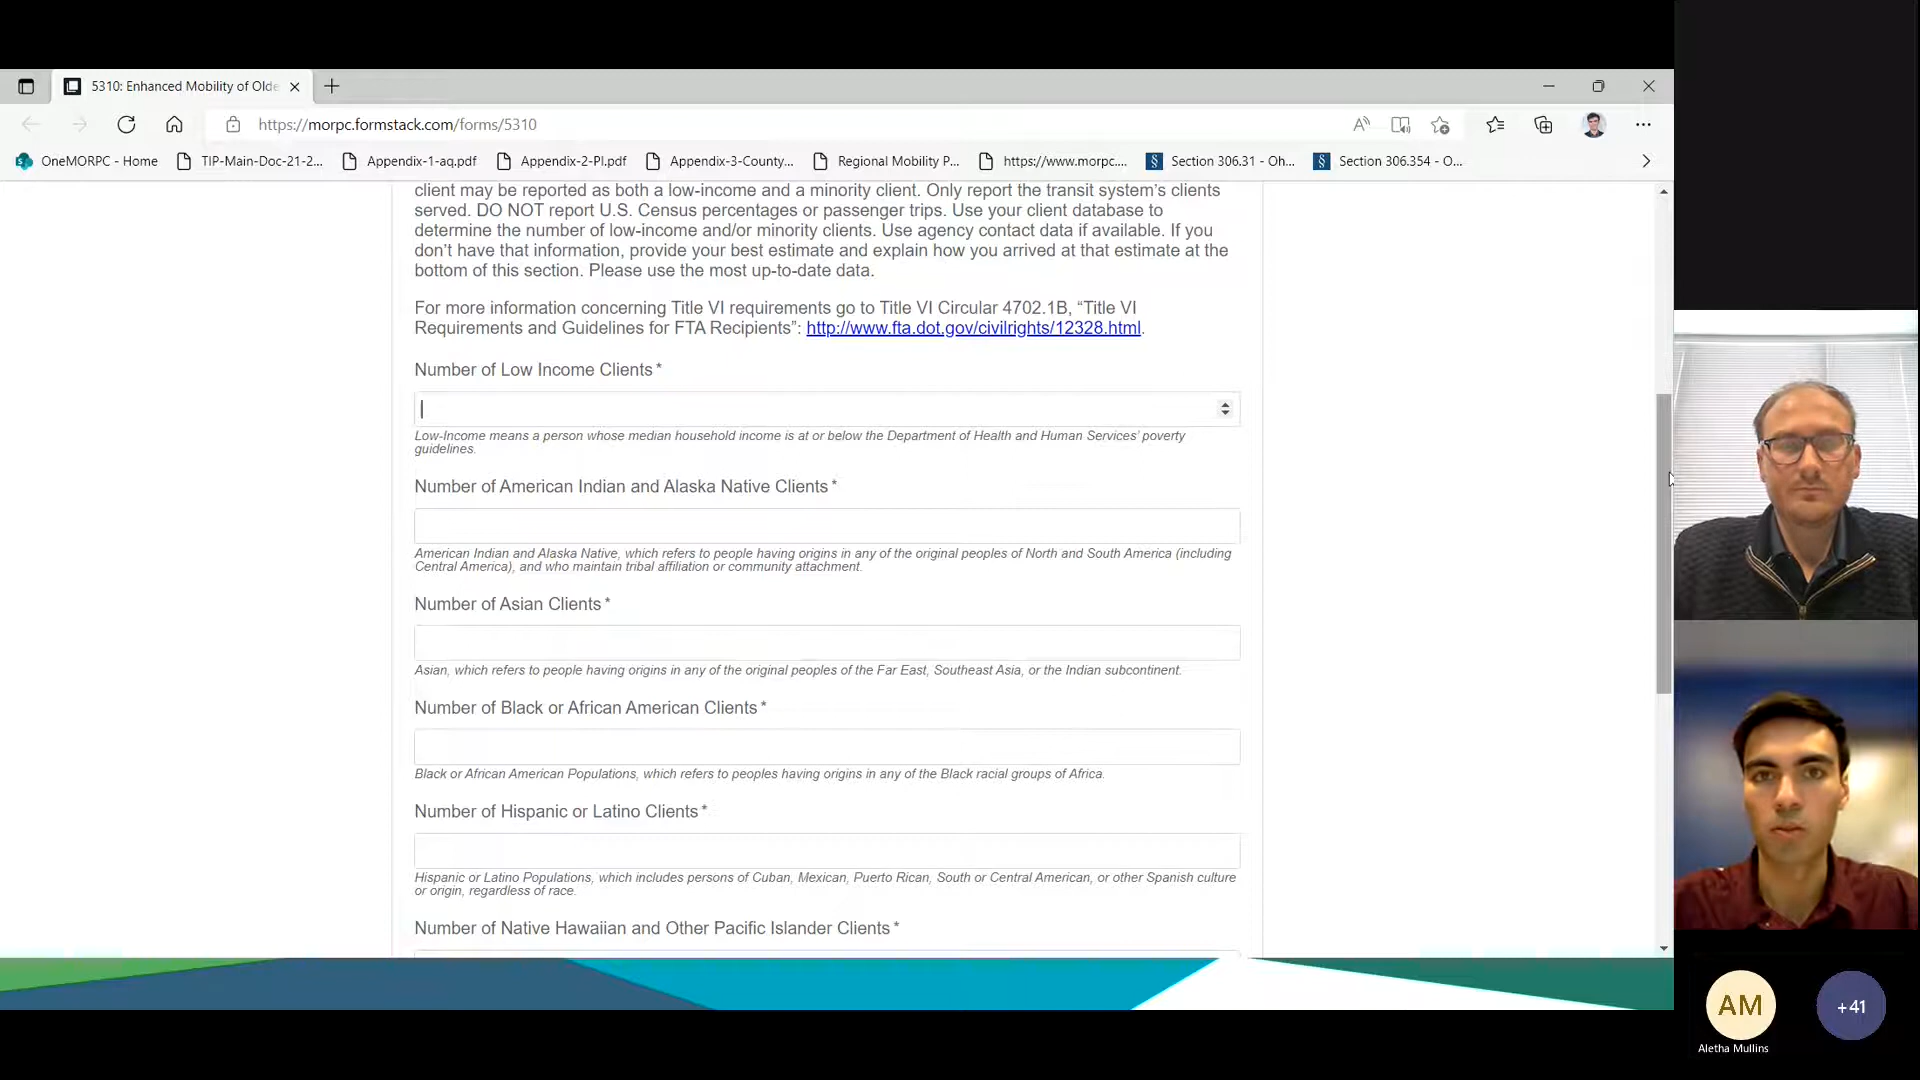 5310: Enhanced Mobility of Olde
https://morpc.formstack.com/forms/5310
OneMORPC - Home
TIP-Main-Doc-21-2...
Appendix-1-aq.pdf
Appendix-2-PI.pdf
Appendix-3-County...
Regional Mobility P...
https://www.morpc....
§ Section 306.31 - Oh...
§ Section 306.354 - O...
client may be reported as both a low-income and a minority client. Only report the transit system's clients
served. DO NOT report U.S. Census percentages or passenger trips. Use your client database to
determine the number of low-income and/or minority clients. Use agency contact data if available. If you
don't have that information, provide your best estimate and explain how you arrived at that estimate at the
bottom of this section. Please use the most up-to-date data.
For more information concerning Title VI requirements go to Title VI Circular 4702.1B, “Title VI
Requirements and Guidelines for FTA Recipients”: http://www.fta.dot.gov/civilrights/12328.html.
Number of Low Income Clients*
Low-Income means a person whose median household income is at or below the Department of Health and Human Services' poverty
guidelines.
Number of American Indian and Alaska Native Clients*
American Indian and Alaska Native, which refers to people having origins in any of the original peoples of North and South America (including
Central America), and who maintain tribal affiliation or community attachment.
Number of Asian Clients*
Asian, which refers to people having origins in any of the original peoples of the Far East, Southeast Asia, or the Indian subcontinent.
Number of Black or African American Clients*
Black or African American Populations, which refers to peoples having origins in any of the Black racial groups of Africa.
Number of Hispanic or Latino Clients*
Hispanic or Latino Populations, which includes persons of Cuban, Mexican, Puerto Rican, South or Central American, or other Spanish culture
or origin, regardless of race.
Number of Native Hawaiian and Other Pacific Islander Clients*
AM
+41
Aletha Mullins